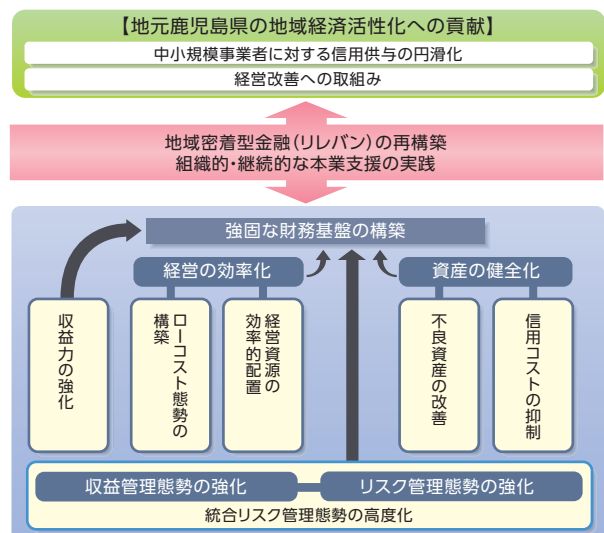 【地元鹿児島県の地域経済活性化への貢献】
中小規模事業者に対する信用供与の円滑化
経営改善への取組み
地域密着型金融(リレバン)の再構築
組織的・継続的な本業支援の実践
強固な財務基盤の構築
経営の効率化
資産の健全化
収益力の強化
ローコスト態勢の
構築
経営資源の
効率的配置
不良資産の改善
信用コストの抑制
収益管理態勢の強化
リスク管理態勢の強化
統合リスク管理態勢の高度化